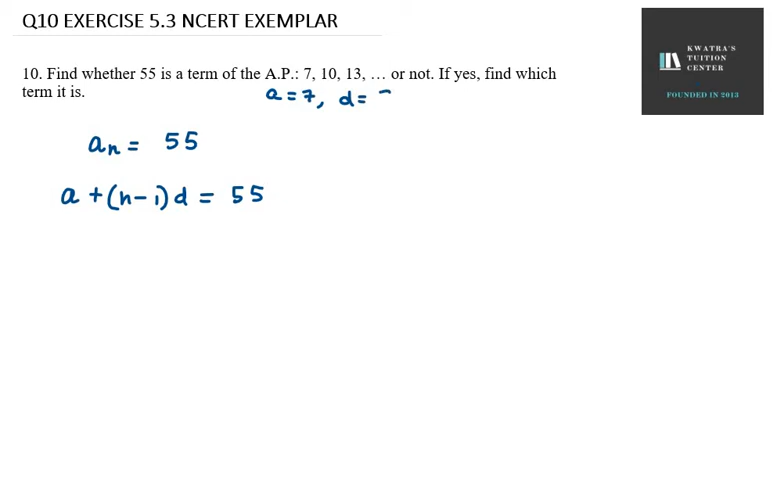 Q10 EXERCISE 5.3 NCERT EXEMPLAR
KWATRA'S
TUITION
CENTER
FOUNDED IN 2013
10. Find whether 55 is a term of the A.P.: 7, 10, 13, … or not. If yes, find which
term it is.
a = 7, d =
an = 55
a + (n - 1) d = 55